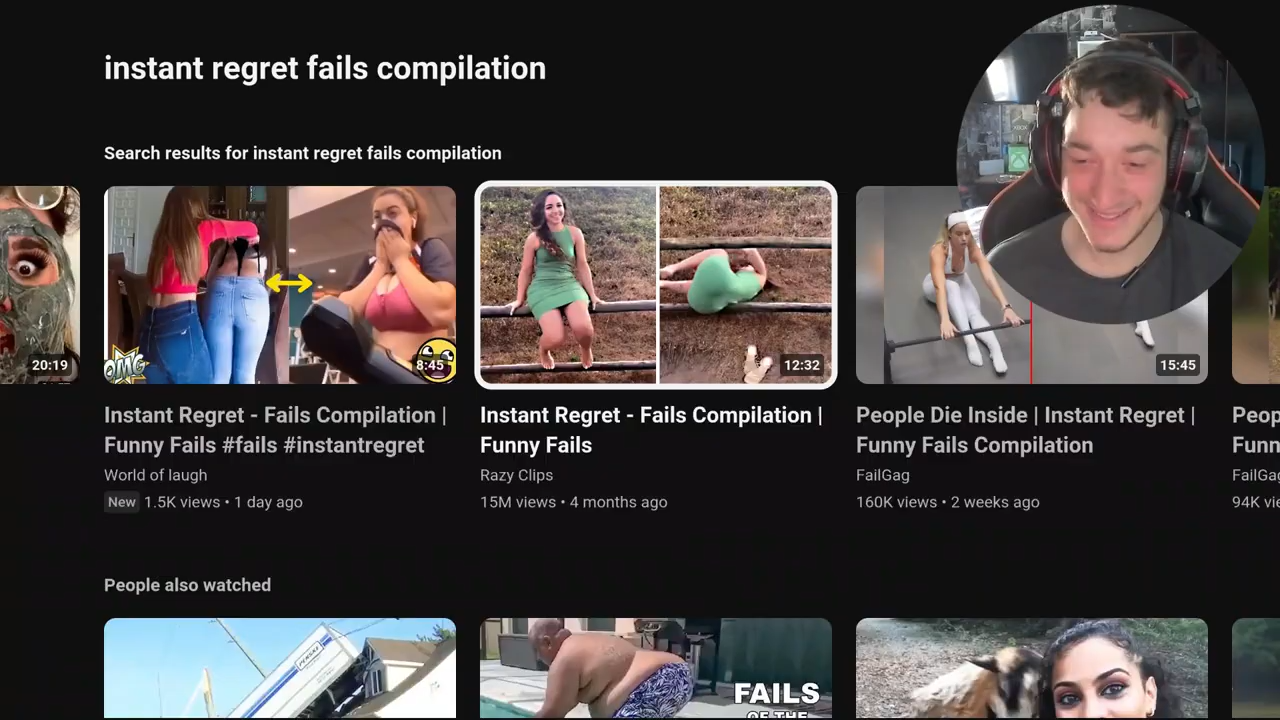 instant regret fails compilation
Search results for instant regret fails compilation
20:19
OMG
8:45
12:32
15:45
Instant Regret - Fails Compilation |
Funny Fails #fails #instantregret
World of laugh
New 1.5K views • 1 day ago
Instant Regret - Fails Compilation |
Funny Fails
Razy Clips
15M views • 4 months ago
People Die Inside | Instant Regret |
Funny Fails Compilation
FailGag
160K views • 2 weeks ago
Peop
Funn
FailGag
94K vie
People also watched
PENSKE
FAILS
OF THE